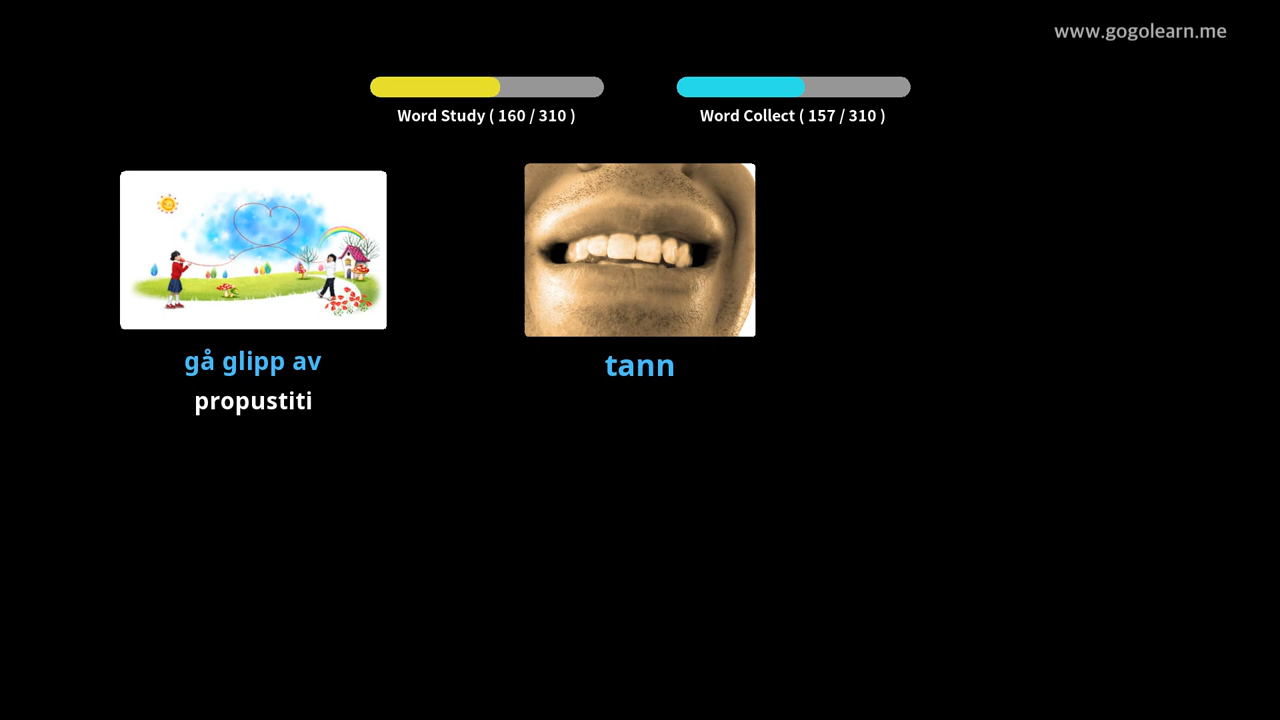 www.gogolearn.me
Word Study ( 160 / 310 )
Word Collect ( 157 / 310 )
gå glipp av
propustiti
tann